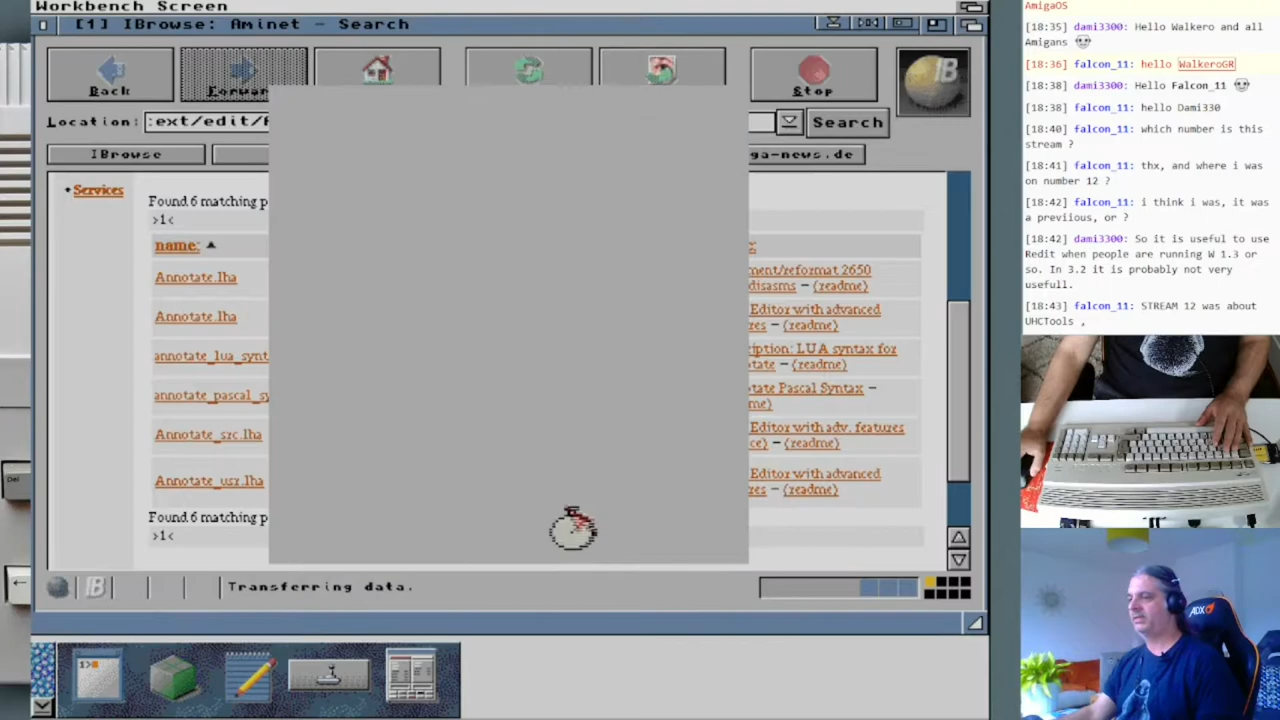 Workbench Screen
[1] IBrowse: Aminet - Search
Back
Forward
Stop
Location:
:ext/edit/
Search
IBrowse
ga-news.de
Services
Found 6 matching p
>1<
name:
Annotate.lha
ment/reformat 2650
disasms - (readme)
Annotate.lha
Editor with advanced
res - (readme)
annotate_lua_synt
ription: LUA syntax for
tate - (readme)
annotate_pascal_sy
tate Pascal Syntax -
me)
Annotate_src.lha
Editor with adv. features
ce) - (readme)
Annotate_usr.lha
Editor with advanced
res - (readme)
Found 6 matching p
>1<
Transferring data.
1>
AmigaOS
[18:35] dami3300: Hello Walkero and all
Amigans
[18:36] falcon_11: hello WalkeroGR
[18:38] dami3300: Hello Falcon_11
[18:38] falcon_11: hello Dami330
[18:40] falcon_11: which number is this
stream ?
[18:41] falcon_11: thx, and where i was
on number 12 ?
[18:42] falcon_11: i think i was, it was
a previious, or ?
[18:42] dami3300: So it is useful to use
Redit when people are running W 1.3 or
so. In 3.2 it is probably not very
usefull.
[18:43] falcon_11: STREAM 12 was about
UHCTools ,
Del
ADX